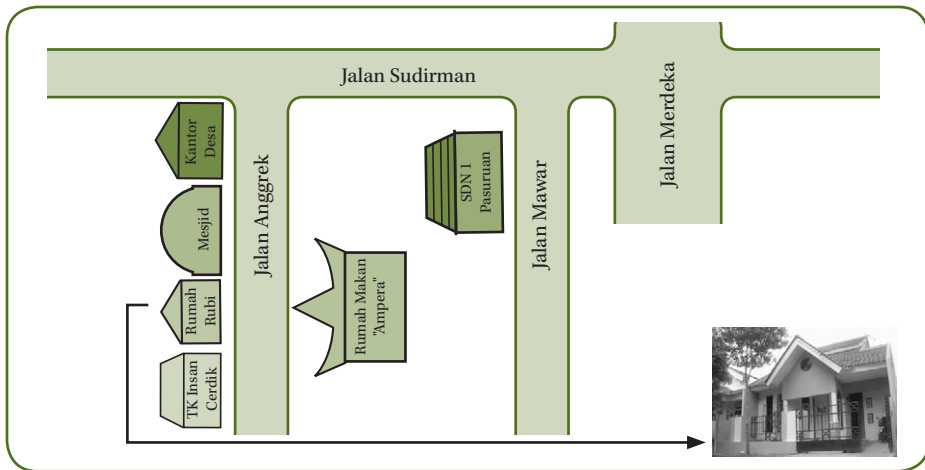 Jalan Sudirman
Jalan Merdeka
Kantor
Desa
Mesjid
Rumah
Rubi
TK Insan
Cerdik
Jalan Anggrek
Rumah Makan
"Ampera"
SDN 1
Pasuruan
Jalan Mawar